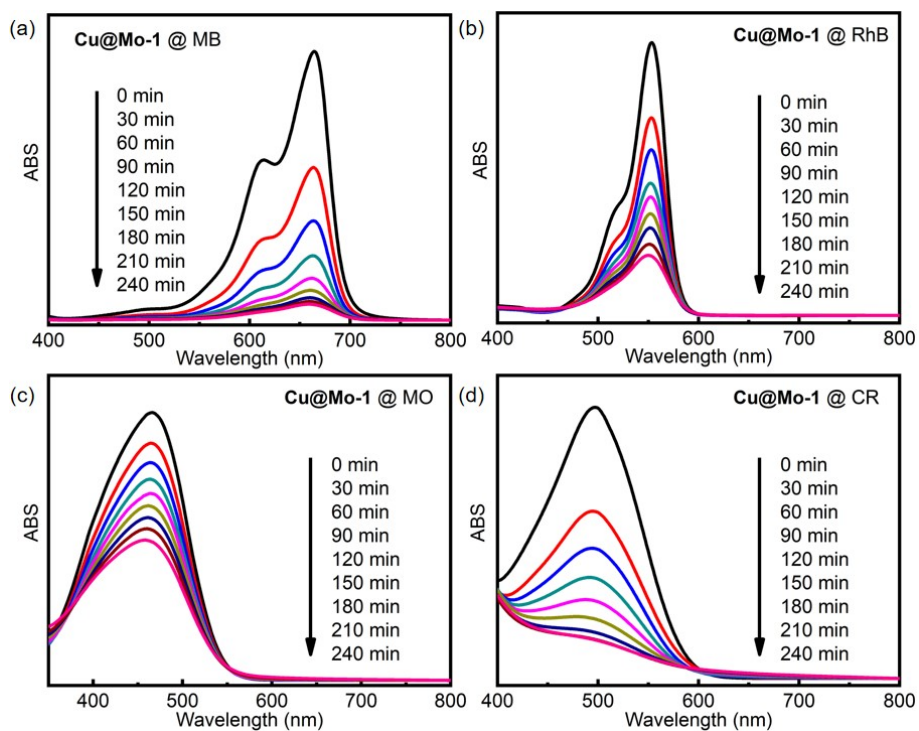 (a)
Cu@Mo-1 @ MB
0 min
30 min
60 min
90 min
120 min
150 min
180 min
210 min
240 min
ABS
400 500 600 700 800
Wavelength (nm)
(b)
Cu@Mo-1 @ RhB
0 min
30 min
60 min
90 min
120 min
150 min
180 min
210 min
240 min
ABS
400 500 600 700 800
Wavelength (nm)
(c)
Cu@Mo-1 @ MO
0 min
30 min
60 min
90 min
120 min
150 min
180 min
210 min
240 min
ABS
400 500 600 700 800
Wavelength (nm)
(d)
Cu@Mo-1 @ CR
0 min
30 min
60 min
90 min
120 min
150 min
180 min
210 min
240 min
ABS
400 500 600 700 800
Wavelength (nm)